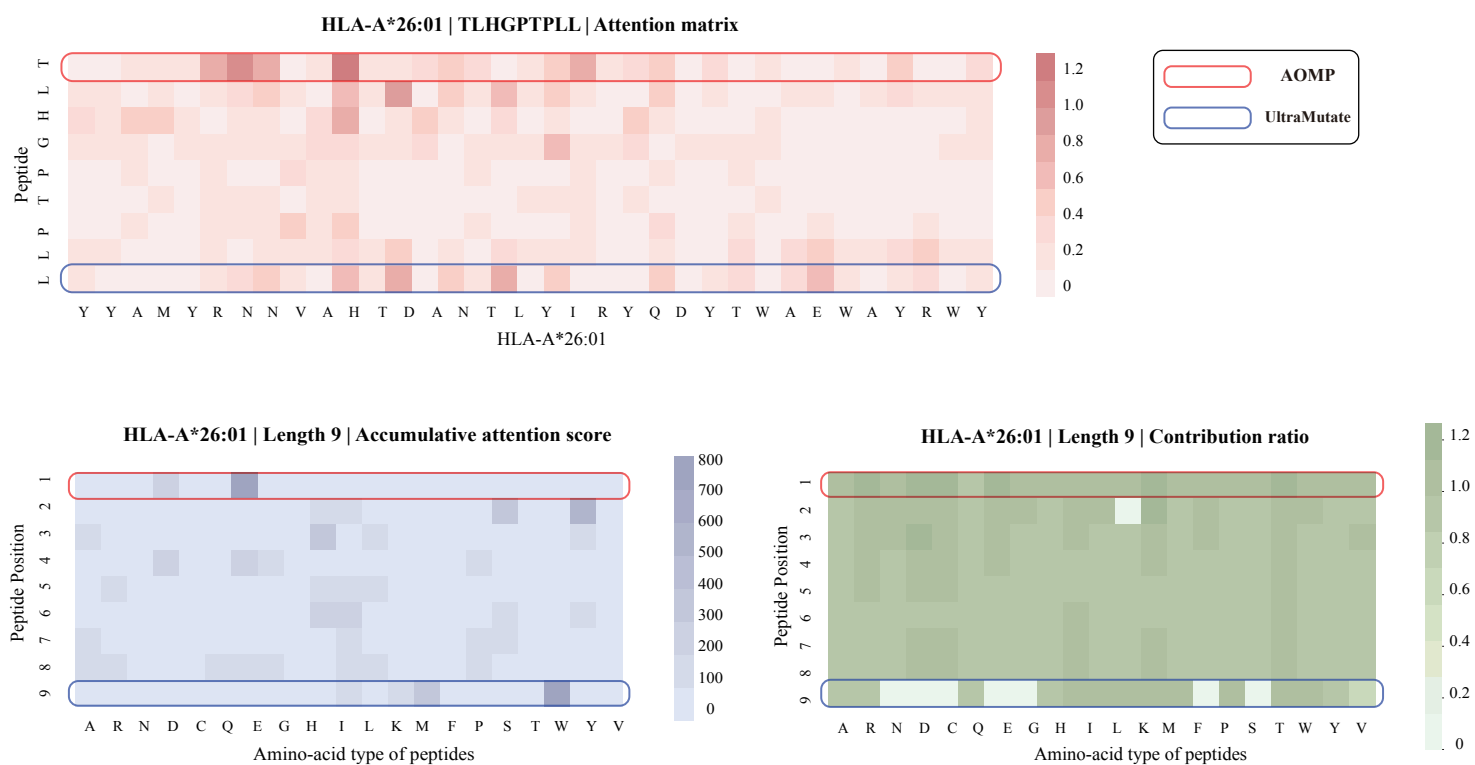 HLA-A*26:01 | TLHGPTPLL | Attention matrix
Peptide
T
L
H
G
P
T
P
L
L
Y Y A M Y R N N V A H T D A N T L Y I R Y Q D Y T W A E W A Y R W Y
HLA-A*26:01
1.2
1.0
0.8
0.6
0.4
0.2
0
AOMP
UltraMutate
HLA-A*26:01 | Length 9 | Accumulative attention score
Peptide Position
1
2
3
4
5
6
7
8
9
A R N D C Q E G H I L K M F P S T W Y V
Amino-acid type of peptides
800
700
600
500
400
300
200
100
0
HLA-A*26:01 | Length 9 | Contribution ratio
Peptide Position
1
2
3
4
5
6
7
8
9
A R N D C Q E G H I L K M F P S T W Y V
Amino-acid type of peptides
1.2
1.0
0.8
0.6
0.4
0.2
0